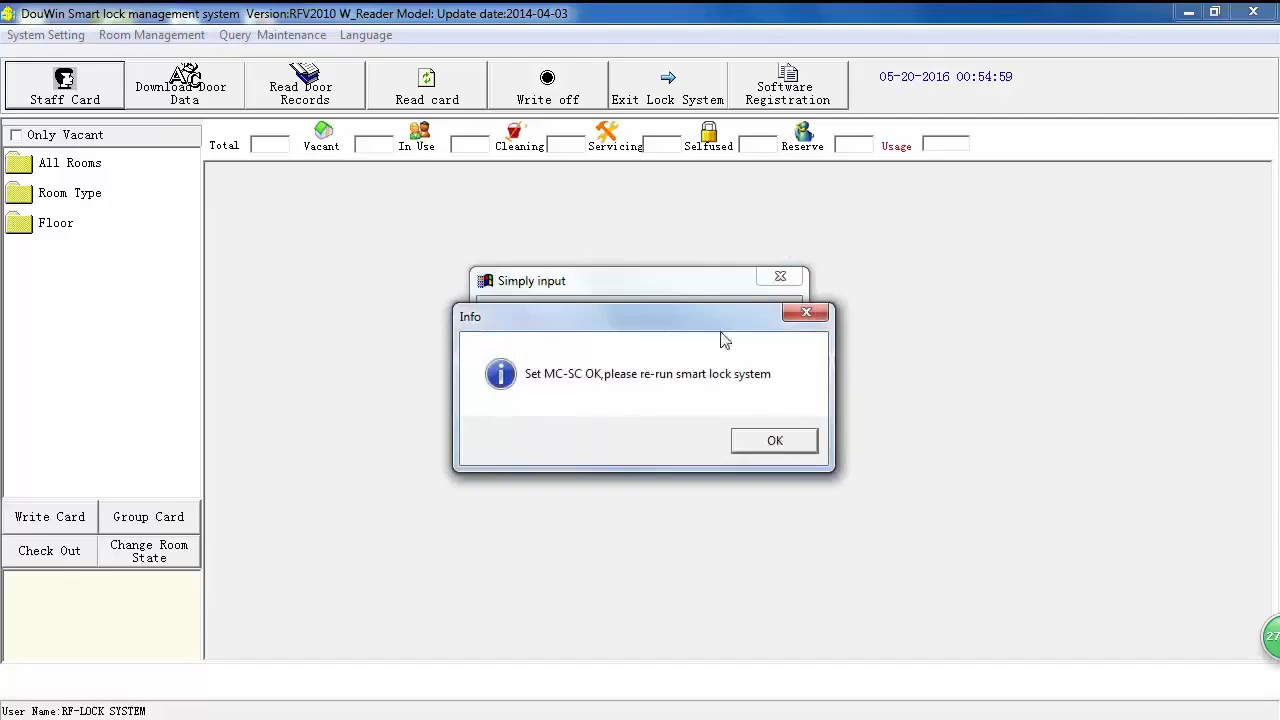 DouWin Smart lock management system Version:RFV2010 W_Reader Model: Update date:2014-04-03
System Setting Room Management Query Maintenance Language
Staff Card
Download Door Data
Read Door Records
Read card
Write off
Exit Lock System
Software Registration
05-20-2016 00:54:59
Only Vacant
Total Vacant In Use Cleaning Servicing Selfused Reserve Usage
All Rooms
Room Type
Floor
Simply input
Info
Set MC-SC OK,please re-run smart lock system
OK
Write Card Group Card
Check Out Change Room State
27
User Name:RF-LOCK SYSTEM